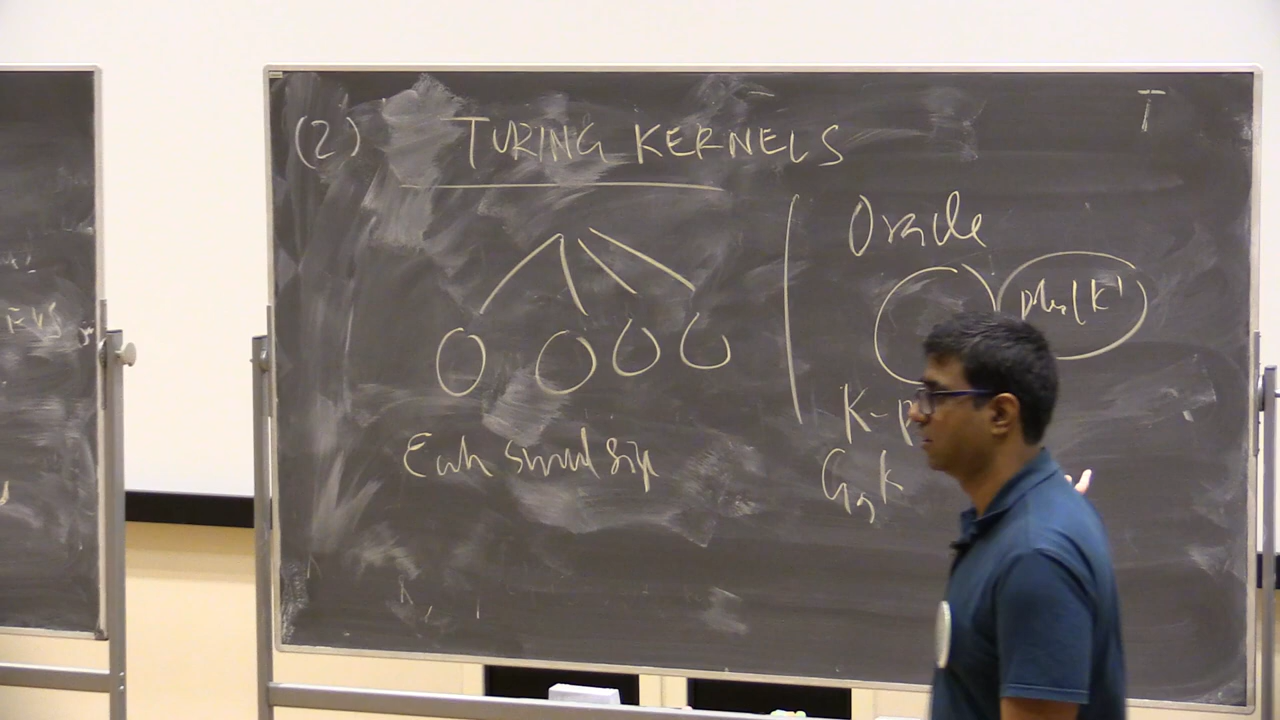 (2) TURING KERNELS
T
Oracle
poly(k)
Each small size
K-p
G, k